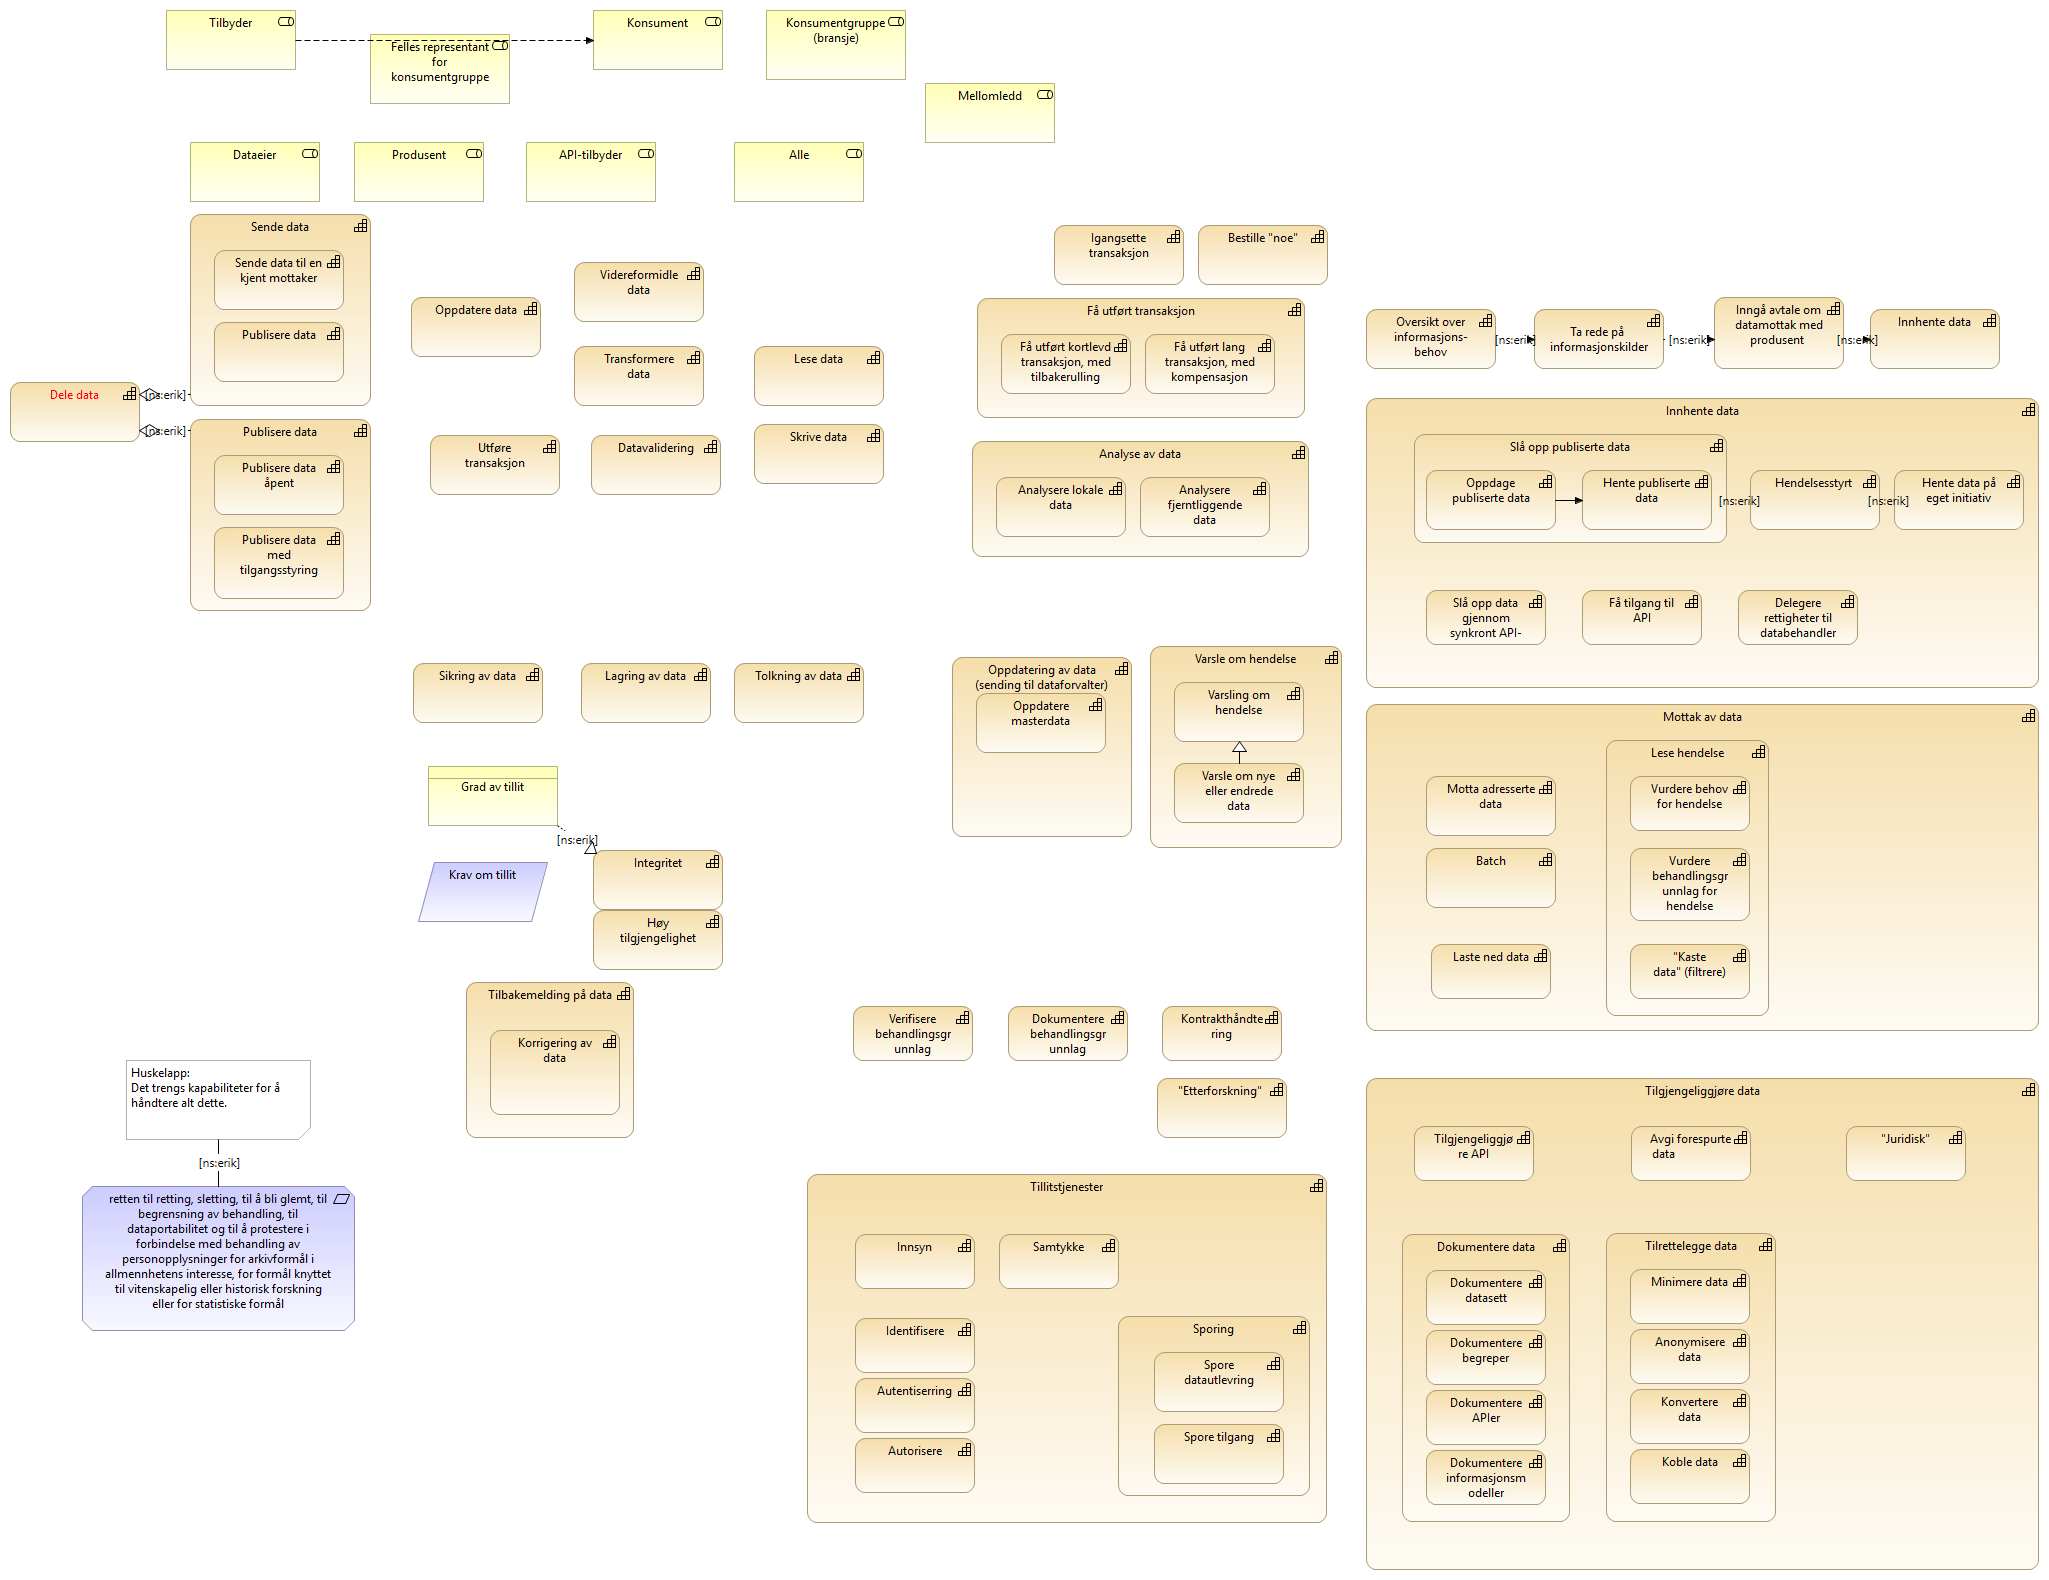 Tilbyder
Felles representant
for
konsumentgruppe
Konsument
Konsumentgruppe
(bransje)
Mellomledd
Dataeier
Produsent
API-tilbyder
Alle
Sende data
Sende data til en
kjent mottaker
Publisere data
Dele data
[ns:erik]
[ns:erik]
Publisere data
Publisere data
åpent
Publisere data
med
tilgangsstyring
Oppdatere data
Videreformidle
data
Transformere
data
Lese data
Utføre
transaksjon
Datavalidering
Skrive data
Igangsette
transaksjon
Bestille "noe"
Få utført transaksjon
Få utført kortlevd
transaksjon, med
tilbakerulling
Få utført lang
transaksjon, med
kompensasjon
Analyse av data
Analysere lokale
data
Analysere
fjerntliggende
data
Oversikt over
informasjons-
behov
[ns:erik]
Ta rede på
informasjonskilder
[ns:erik]
Inngå avtale om
datamottak med
produsent
[ns:erik]
Innhente data
Innhente data
Slå opp publiserte data
Oppdage
publiserte data
Hente publiserte
data
[ns:erik]
Hendelsesstyrt
[ns:erik]
Hente data på
eget initiativ
Slå opp data
gjennom
synkront API-
Få tilgang til
API
Delegere
rettigheter til
databehandler
Sikring av data
Lagring av data
Tolkning av data
Oppdatering av data
(sending til dataforvalter)
Oppdatere
masterdata
Varsle om hendelse
Varsling om
hendelse
Varsle om nye
eller endrede
data
Mottak av data
Motta adresserte
data
Batch
Laste ned data
Lese hendelse
Vurdere behov
for hendelse
Vurdere
behandlingsgr
unnlag for
hendelse
"Kaste
data" (filtrere)
Grad av tillit
[ns:erik]
Krav om tillit
Integritet
Høy
tilgjengelighet
Tilbakemelding på data
Korrigering av
data
Verifisere
behandlingsgr
unnlag
Dokumentere
behandlingsgr
unnlag
Kontrakthåndte
ring
"Etterforskning"
Huskelapp:
Det trengs kapabiliteter for å
håndtere alt dette.
[ns:erik]
retten til retting, sletting, til å bli glemt, til
begrensning av behandling, til
dataportabilitet og til å protestere i
forbindelse med behandling av
personopplysninger for arkivformål i
allmennhetens interesse, for formål knyttet
til vitenskapelig eller historisk forskning
eller for statistiske formål
Tillitstjenester
Innsyn
Samtykke
Identifisere
Autentiserring
Autorisere
Sporing
Spore
datautlevring
Spore tilgang
Tilgjengeliggjøre data
Tilgjengeliggjø
re API
Avgi forespurte
data
"Juridisk"
Dokumentere data
Dokumentere
datasett
Dokumentere
begreper
Dokumentere
APIer
Dokumentere
informasjonsm
odeller
Tilrettelegge data
Minimere data
Anonymisere
data
Konvertere
data
Koble data